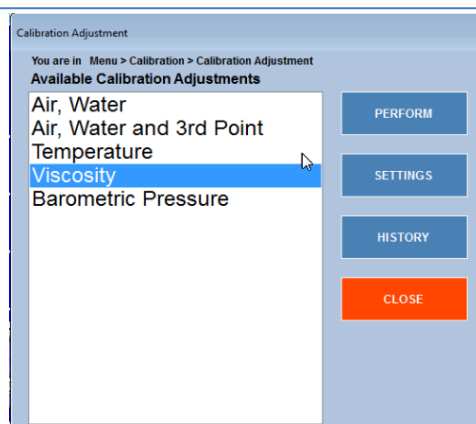 Calibration Adjustment
You are in Menu > Calibration > Calibration Adjustment
Available Calibration Adjustments
Air, Water
Air, Water and 3rd Point
Temperature
Viscosity
Barometric Pressure
PERFORM
SETTINGS
HISTORY
CLOSE